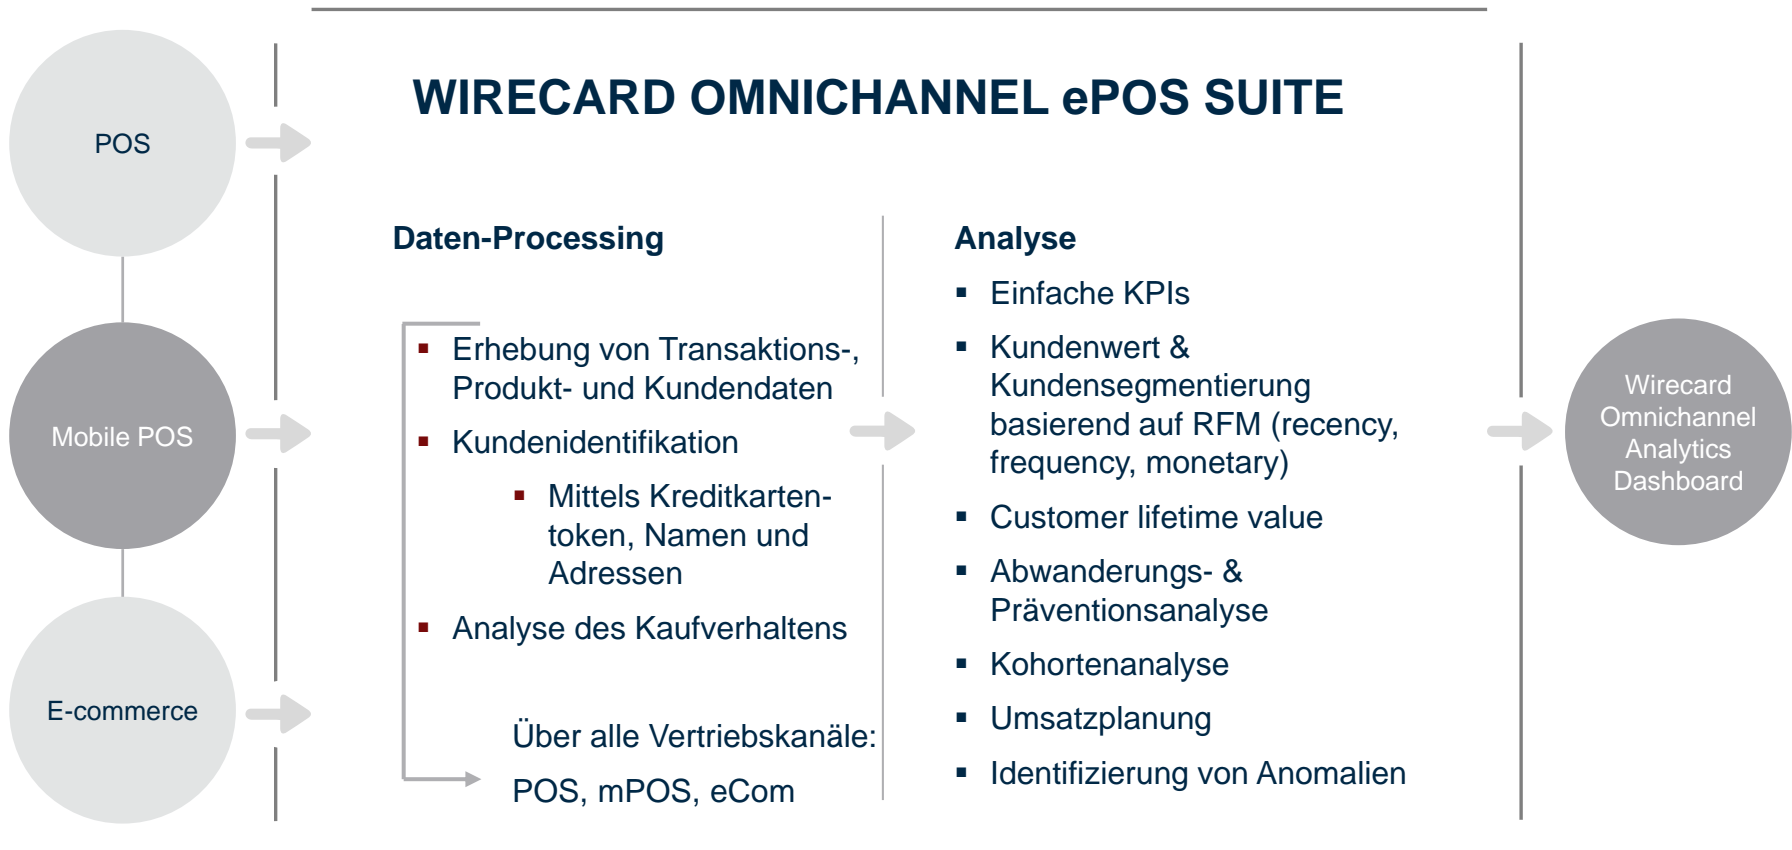 WIRECARD OMNICHANNEL ePOS SUITE
POS
Mobile POS
E-commerce
Daten-Processing
▪ Erhebung von Transaktions-,
Produkt- und Kundendaten
▪ Kundenidentifikation
▪ Mittels Kreditkarten-
token, Namen und
Adressen
▪ Analyse des Kaufverhaltens
Über alle Vertriebskanäle:
POS, mPOS, eCom
Analyse
▪ Einfache KPIs
▪ Kundenwert &
Kundensegmentierung
basierend auf RFM (recency,
frequency, monetary)
▪ Customer lifetime value
▪ Abwanderungs- &
Präventionsanalyse
▪ Kohortenanalyse
▪ Umsatzplanung
▪ Identifizierung von Anomalien
Wirecard
Omnichannel
Analytics
Dashboard